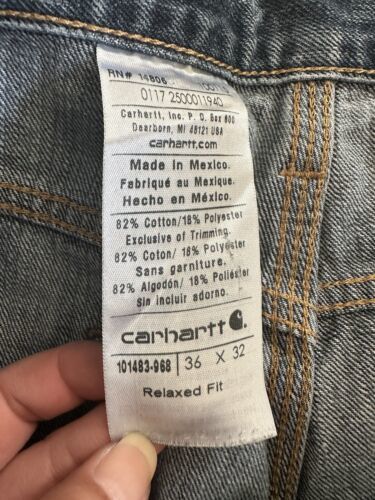 RN# 14806
0117 2500011940
Carhartt, Inc. P.O. Box 600
Dearborn, MI 48121 USA
carhartt.com
Made in Mexico.
Fabriqué au Mexique.
Hecho en México.
82% Cotton/18% Polyester
Exclusive of Trimming.
82% Coton/18% Polyester
Sans garniture.
82% Algodón/18% Poliéster
Sin incluir adorno.
carhartt
101483-968 36 X 32
Relaxed Fit